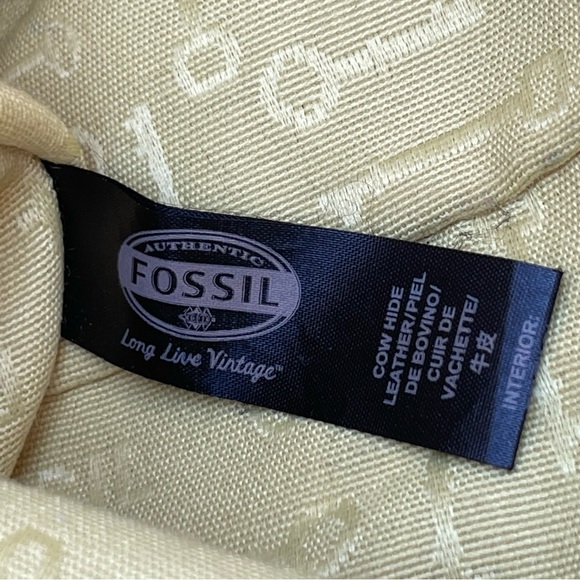 AUTHENTIC
FOSSIL
Long Live Vintage™
COW HIDE
LEATHER/PIEL
DE BOVINO/
CUIR DE
VACHETTE/
牛皮
INTERIOR: